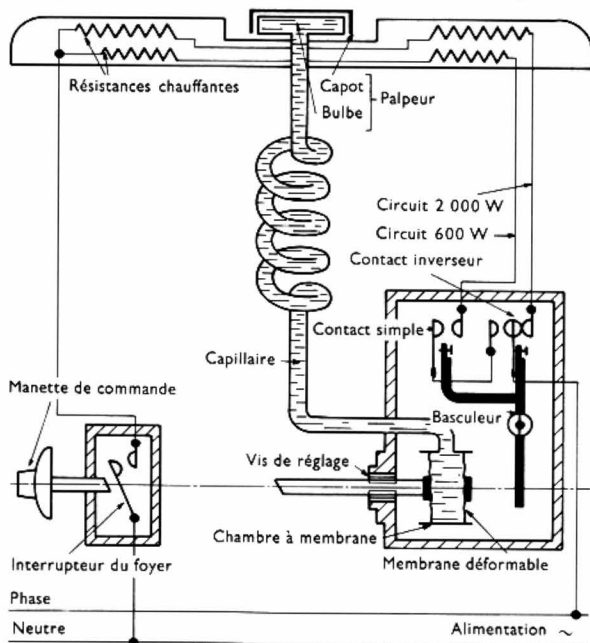 Résistances chauffantes
Capot
Bulbe
Palpeur
Circuit 2 000 W
Circuit 600 W
Contact inverseur
Contact simple
Capillaire
Manette de commande
Basculeur
Vis de réglage
Chambre à membrane
Interrupteur du foyer
Membrane déformable
Phase
Neutre
Alimentation ~